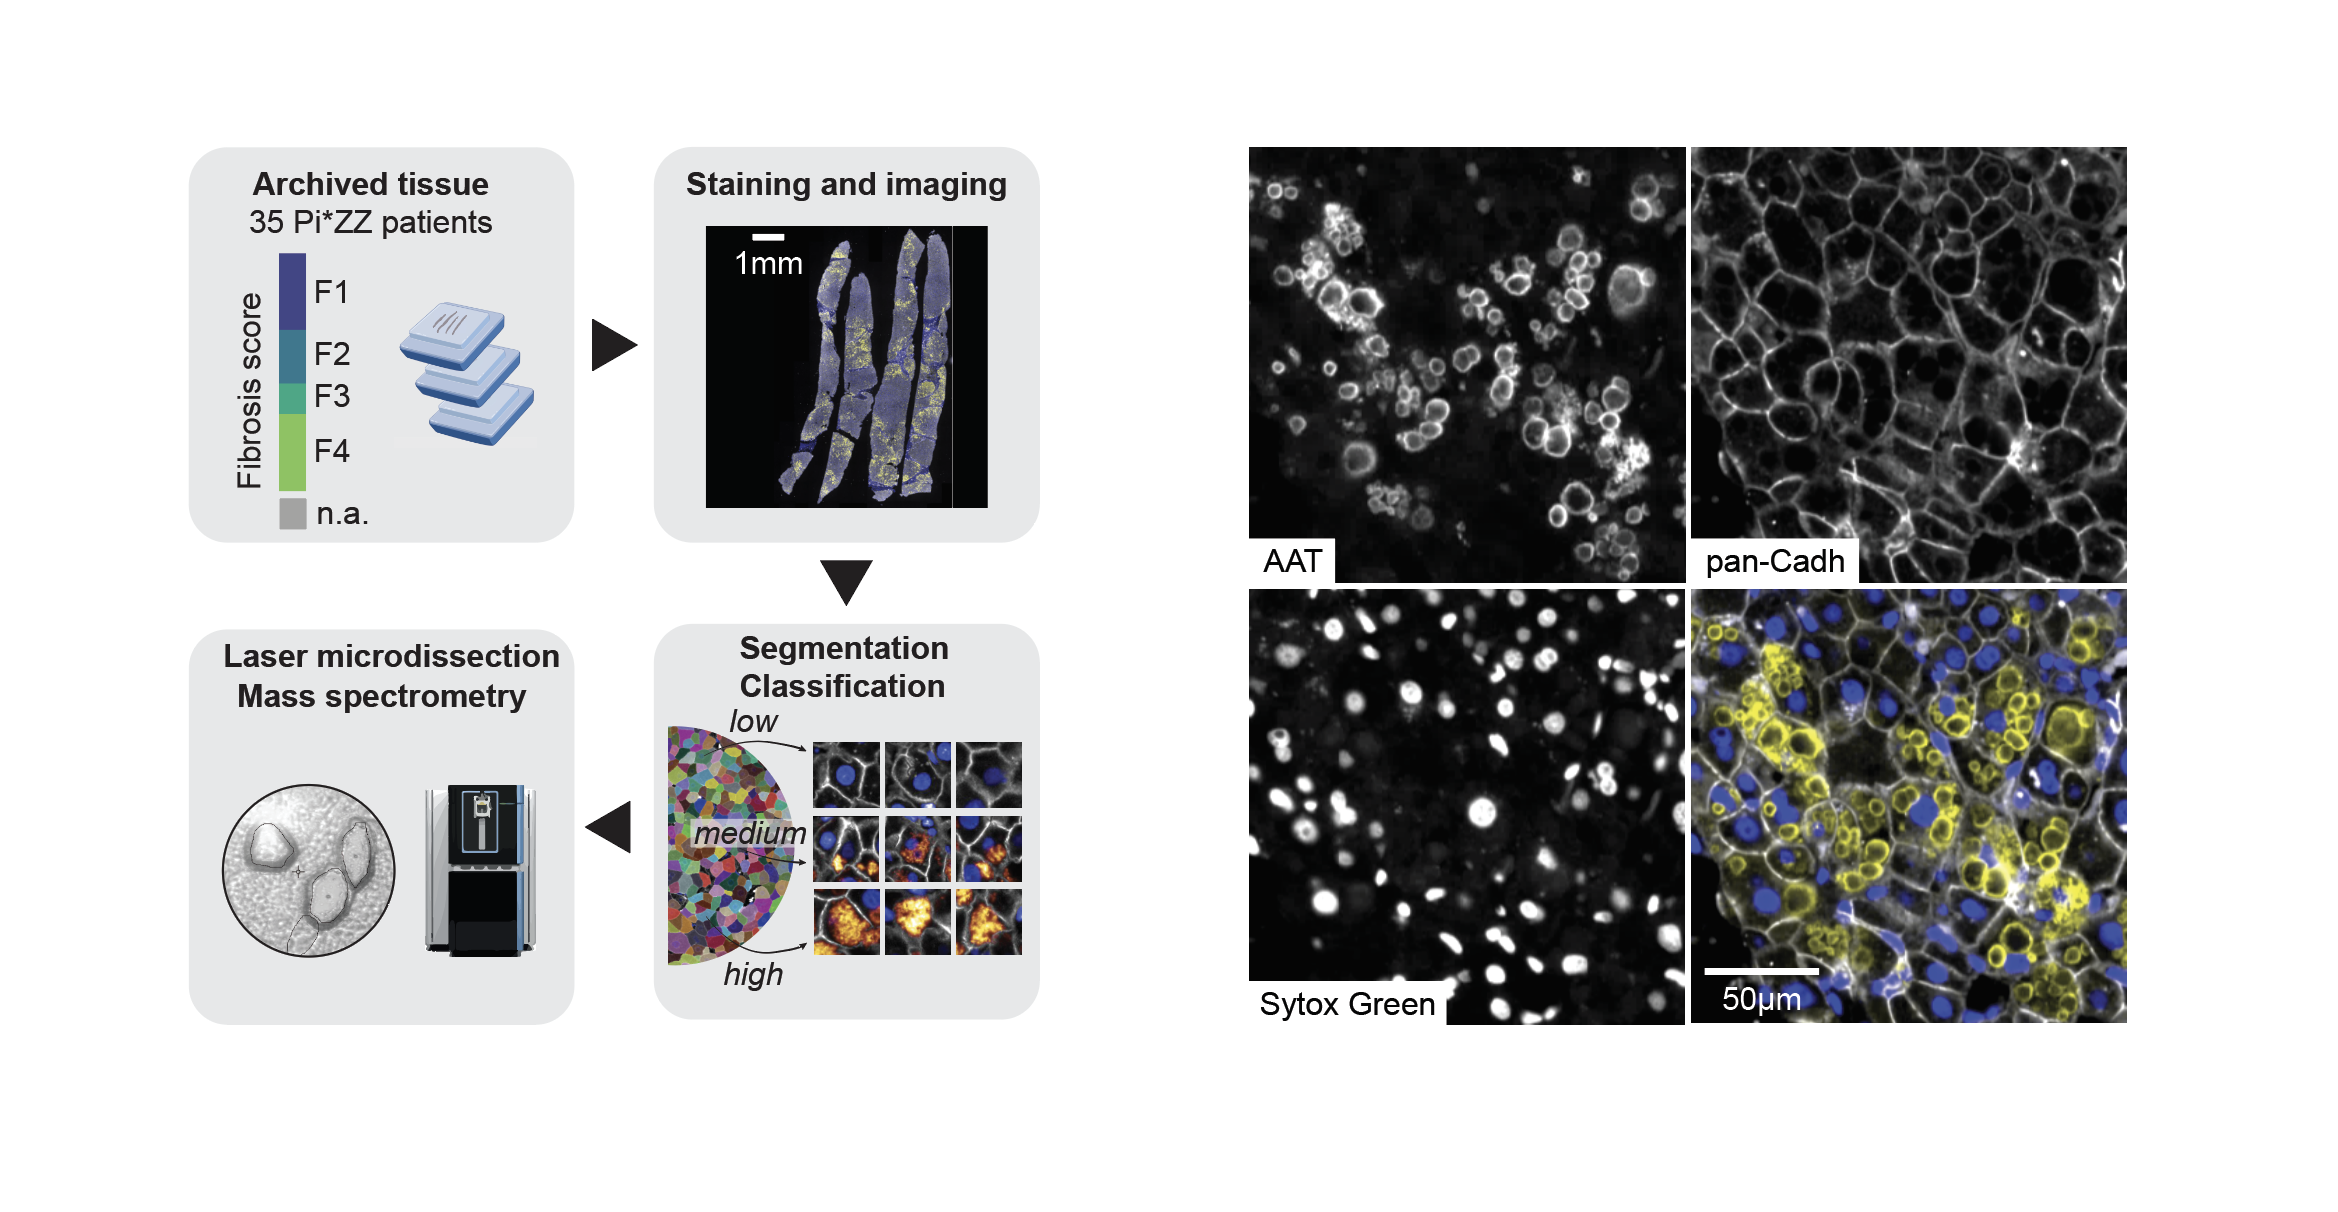 Archived tissue
35 Pi*ZZ patients
Fibrosis score
F1
F2
F3
F4
n.a.
Staining and imaging
1mm
Laser microdissection
Mass spectrometry
Segmentation
Classification
low
medium
high
AAT
pan-Cadh
Sytox Green
50µm